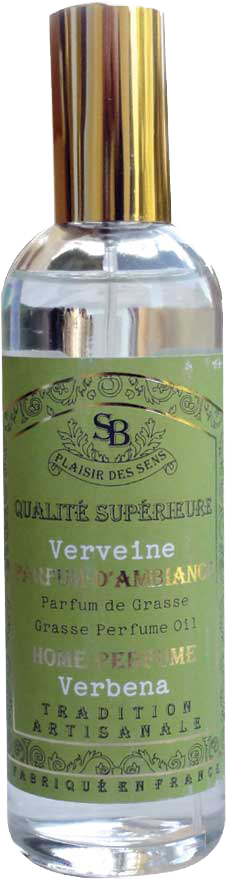 SB
PLAISIR DES SENS
QUALITÉ SUPÉRIEURE
Verveine
PARFUM D'AMBIANCE
Parfum de Grasse
Grasse Perfume Oil
HOME PERFUME
Verbena
TRADITION
ARTISANALE
FABRIQUÉ EN FRANCE